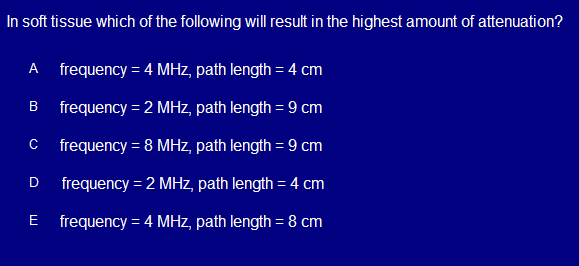 In soft tissue which of the following will result in the highest amount of attenuation?
A frequency = 4 MHz, path length = 4 cm
B frequency = 2 MHz, path length = 9 cm
C frequency = 8 MHz, path length = 9 cm
D frequency = 2 MHz, path length = 4 cm
E frequency = 4 MHz, path length = 8 cm